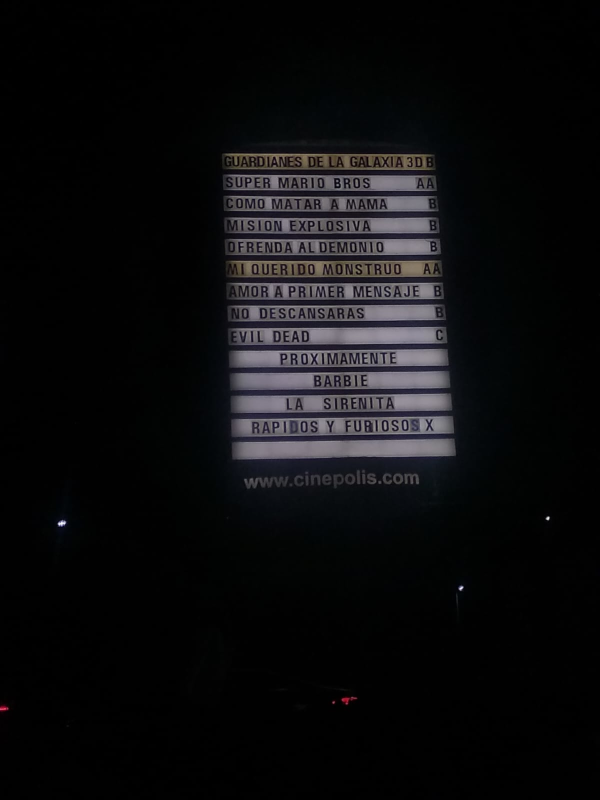 GUARDIANES DE LA GALAXIA 3D B
SUPER MARIO BROS AA
COMO MATAR A MAMA B
MISION EXPLOSIVA B
OFRENDA AL DEMONIO B
MI QUERIDO MONSTRUO AA
AMOR A PRIMER MENSAJE B
NO DESCANSARAS B
EVIL DEAD C
PROXIMAMENTE
BARBIE
LA SIRENITA
RAPIDOS Y FURIOSOS X
www.cinepolis.com